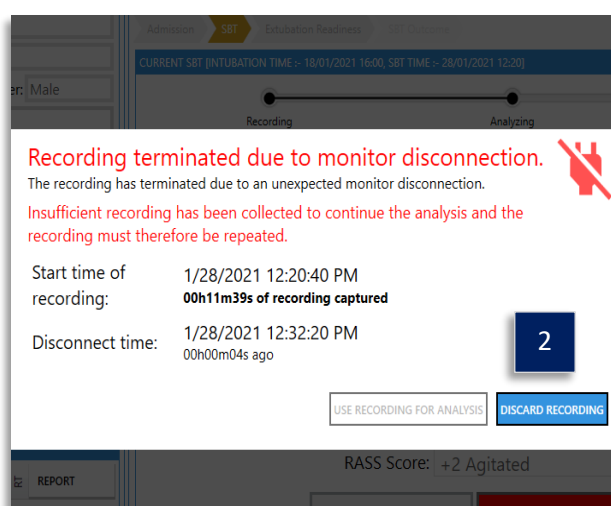 Admission SBT Extubation Readiness SBT Outcome
CURRENT SBT [INTUBATION TIME :- 18/01/2021 16:00, SBT TIME :- 28/01/2021 12:20]
er: Male
Recording Analyzing
Recording terminated due to monitor disconnection.
The recording has terminated due to an unexpected monitor disconnection.
Insufficient recording has been collected to continue the analysis and the
recording must therefore be repeated.
Start time of 1/28/2021 12:20:40 PM
recording: 00h11m39s of recording captured
Disconnect time: 1/28/2021 12:32:20 PM
00h00m04s ago
2
USE RECORDING FOR ANALYSIS DISCARD RECORDING
RASS Score: +2 Agitated
RT REPORT